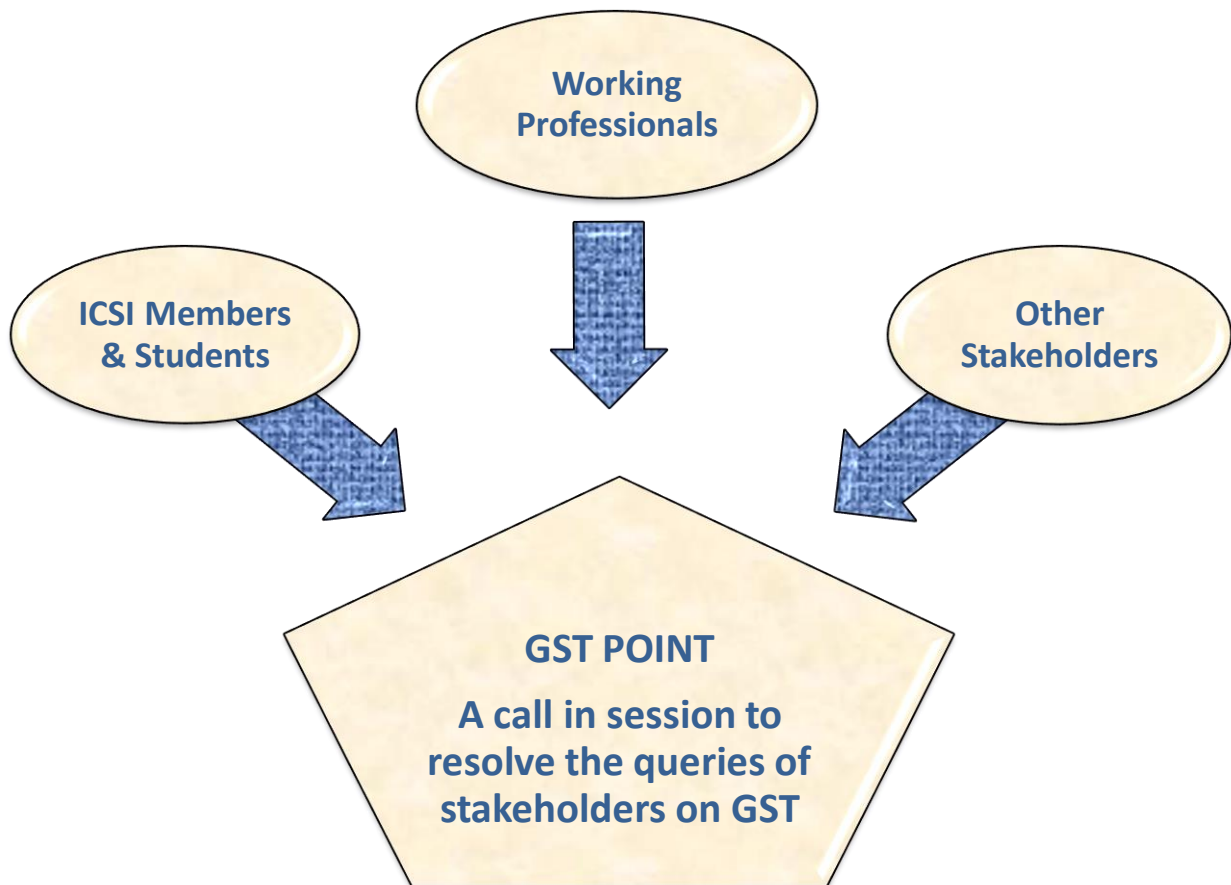 Working
Professionals
ICSI Members
& Students
Other
Stakeholders
GST POINT
A call in session to
resolve the queries of
stakeholders on GST